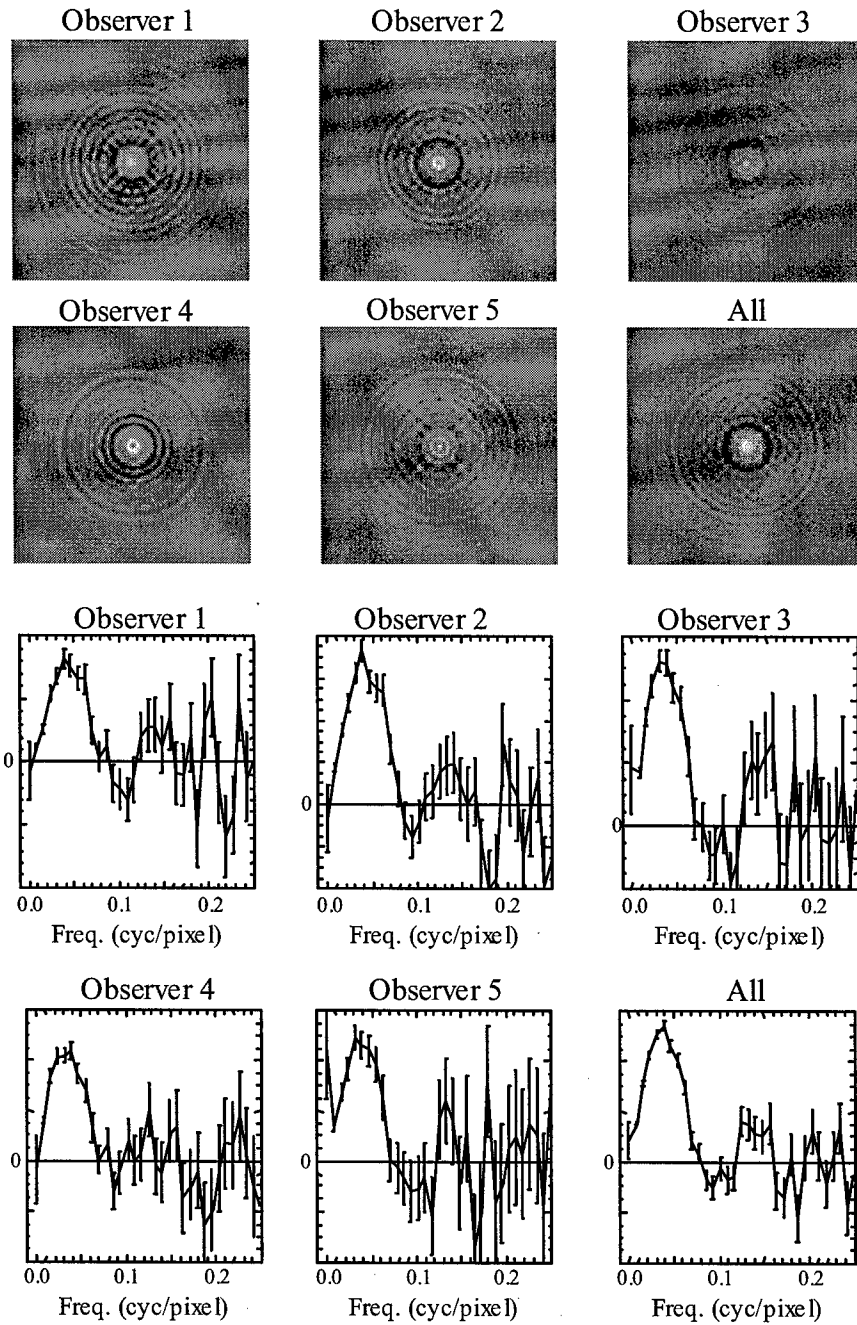 Observer 1 Observer 2 Observer 3
Observer 4 Observer 5 All
Observer 1 Observer 2 Observer 3
0 0 0
0.0 0.1 0.2 0.0 0.1 0.2 0.0 0.1 0.2
Freq. (cyc/pixel) Freq. (cyc/pixel) Freq. (cyc/pixel)
Observer 4 Observer 5 All
0 0 0
0.0 0.1 0.2 0.0 0.1 0.2 0.0 0.1 0.2
Freq. (cyc/pixel) Freq. (cyc/pixel) Freq. (cyc/pixel)